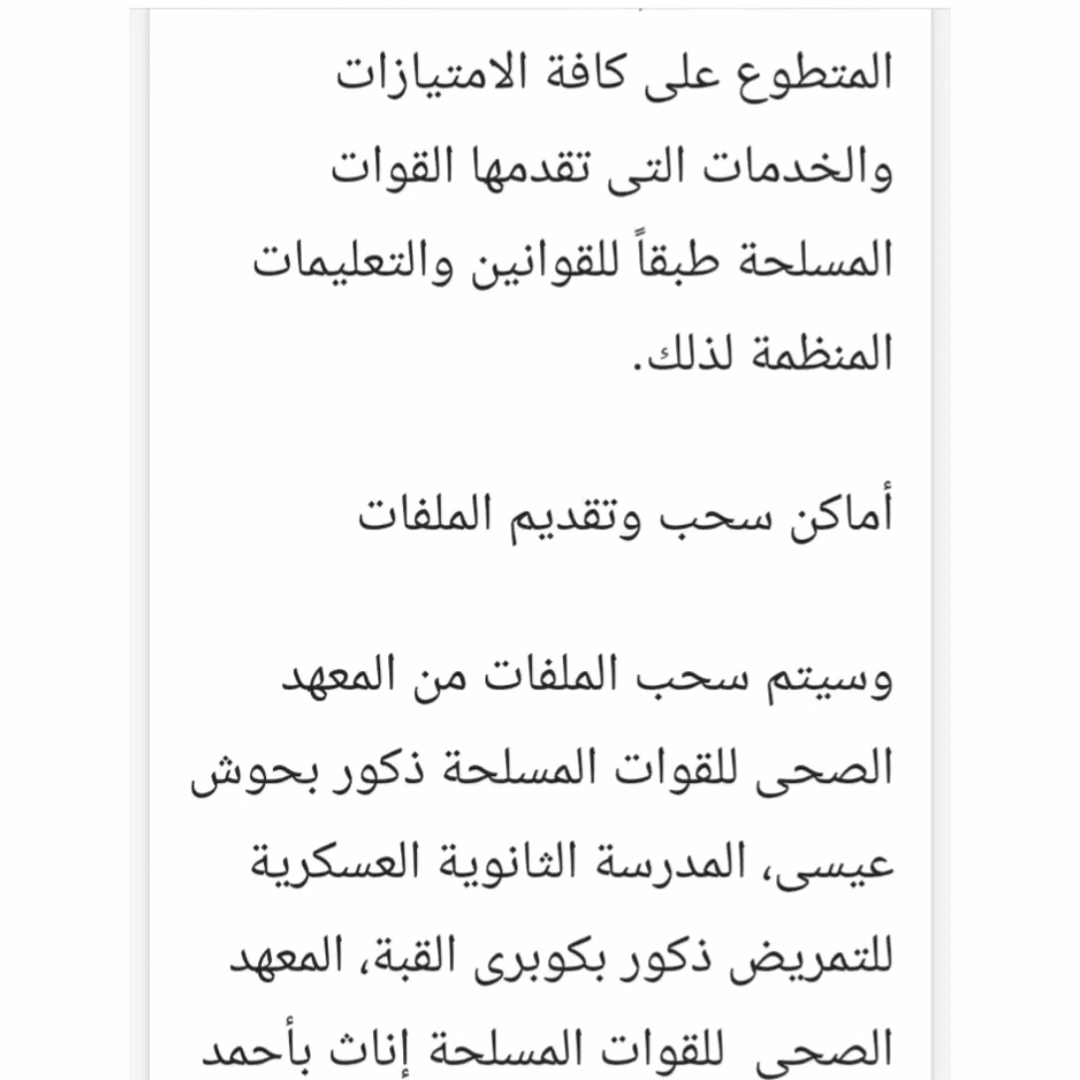 المتطوع على كافة الامتيازات
والخدمات التى تقدمها القوات
المسلحة طبقاً للقوانين والتعليمات
المنظمة لذلك.
أماكن سحب وتقديم الملفات
وسيتم سحب الملفات من المعهد
الصحى للقوات المسلحة ذكور بحوش
عيسى، المدرسة الثانوية العسكرية
للتمريض ذكور بكوبرى القبة، المعهد
الصحى للقوات المسلحة إناث بأحمد